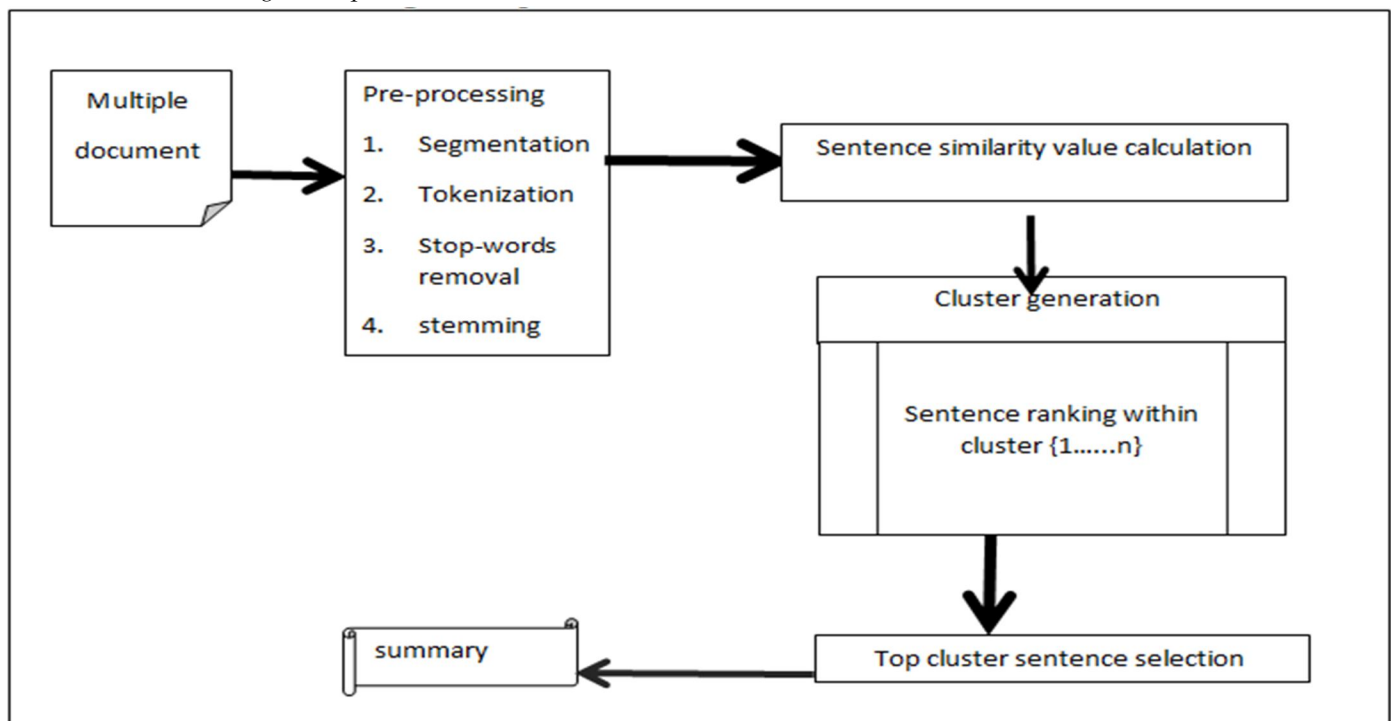 Multiple
document
Pre-processing
1. Segmentation
2. Tokenization
3. Stop-words
removal
4. stemming
Sentence similarity value calculation
Cluster generation
Sentence ranking within
cluster {1......n}
Top cluster sentence selection
summary